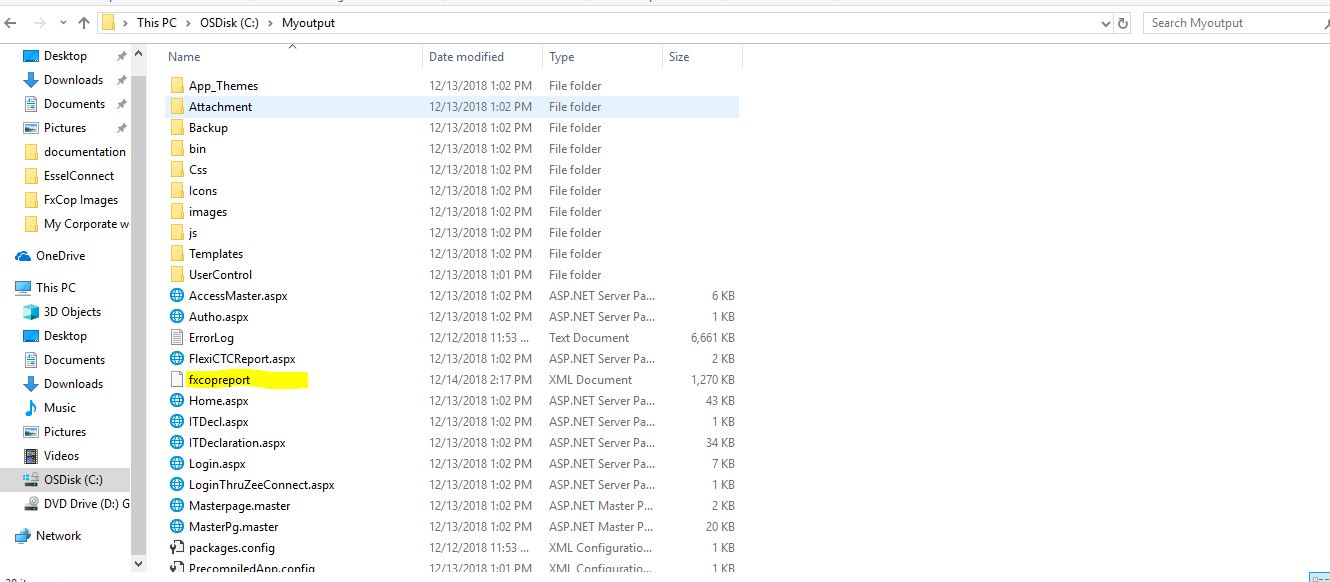 This PC > OSDisk (C:) > Myoutput
Search Myoutput
Name Date modified Type Size
Desktop
Downloads
Documents
Pictures
documentation
EsselConnect
FxCop Images
My Corporate w
OneDrive
This PC
3D Objects
Desktop
Documents
Downloads
Music
Pictures
Videos
OSDisk (C:)
DVD Drive (D:) G
Network
App_Themes 12/13/2018 1:02 PM File folder
Attachment 12/13/2018 1:02 PM File folder
Backup 12/13/2018 1:02 PM File folder
bin 12/13/2018 1:02 PM File folder
Css 12/13/2018 1:02 PM File folder
Icons 12/13/2018 1:02 PM File folder
images 12/13/2018 1:02 PM File folder
js 12/13/2018 1:02 PM File folder
Templates 12/13/2018 1:02 PM File folder
UserControl 12/13/2018 1:01 PM File folder
AccessMaster.aspx 12/13/2018 1:02 PM ASP.NET Server Pa... 6 KB
Autho.aspx 12/13/2018 1:02 PM ASP.NET Server Pa... 1 KB
ErrorLog 12/12/2018 11:53 ... Text Document 6,661 KB
FlexiCTCReport.aspx 12/13/2018 1:02 PM ASP.NET Server Pa... 2 KB
fxcopreport 12/14/2018 2:17 PM XML Document 1,270 KB
Home.aspx 12/13/2018 1:02 PM ASP.NET Server Pa... 43 KB
ITDecl.aspx 12/13/2018 1:02 PM ASP.NET Server Pa... 1 KB
ITDeclaration.aspx 12/13/2018 1:02 PM ASP.NET Server Pa... 34 KB
Login.aspx 12/13/2018 1:02 PM ASP.NET Server Pa... 7 KB
LoginThruZeeConnect.aspx 12/13/2018 1:02 PM ASP.NET Server Pa... 1 KB
Masterpage.master 12/13/2018 1:02 PM ASP.NET Master P... 2 KB
MasterPg.master 12/13/2018 1:02 PM ASP.NET Master P... 20 KB
packages.config 12/12/2018 11:53 ... XML Configuratio... 1 KB
PrecompiledApp.config 12/13/2018 1:01 PM XML Configuratio... 1 KB